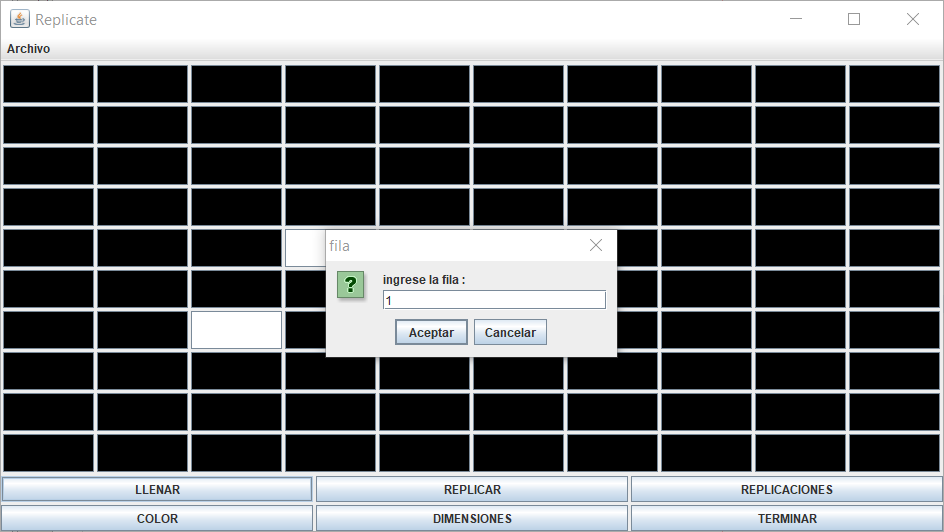 Replicate
Archivo
fila
ingrese la fila :
1
Aceptar Cancelar
LLENAR REPLICAR REPLICACIONES
COLOR DIMENSIONES TERMINAR